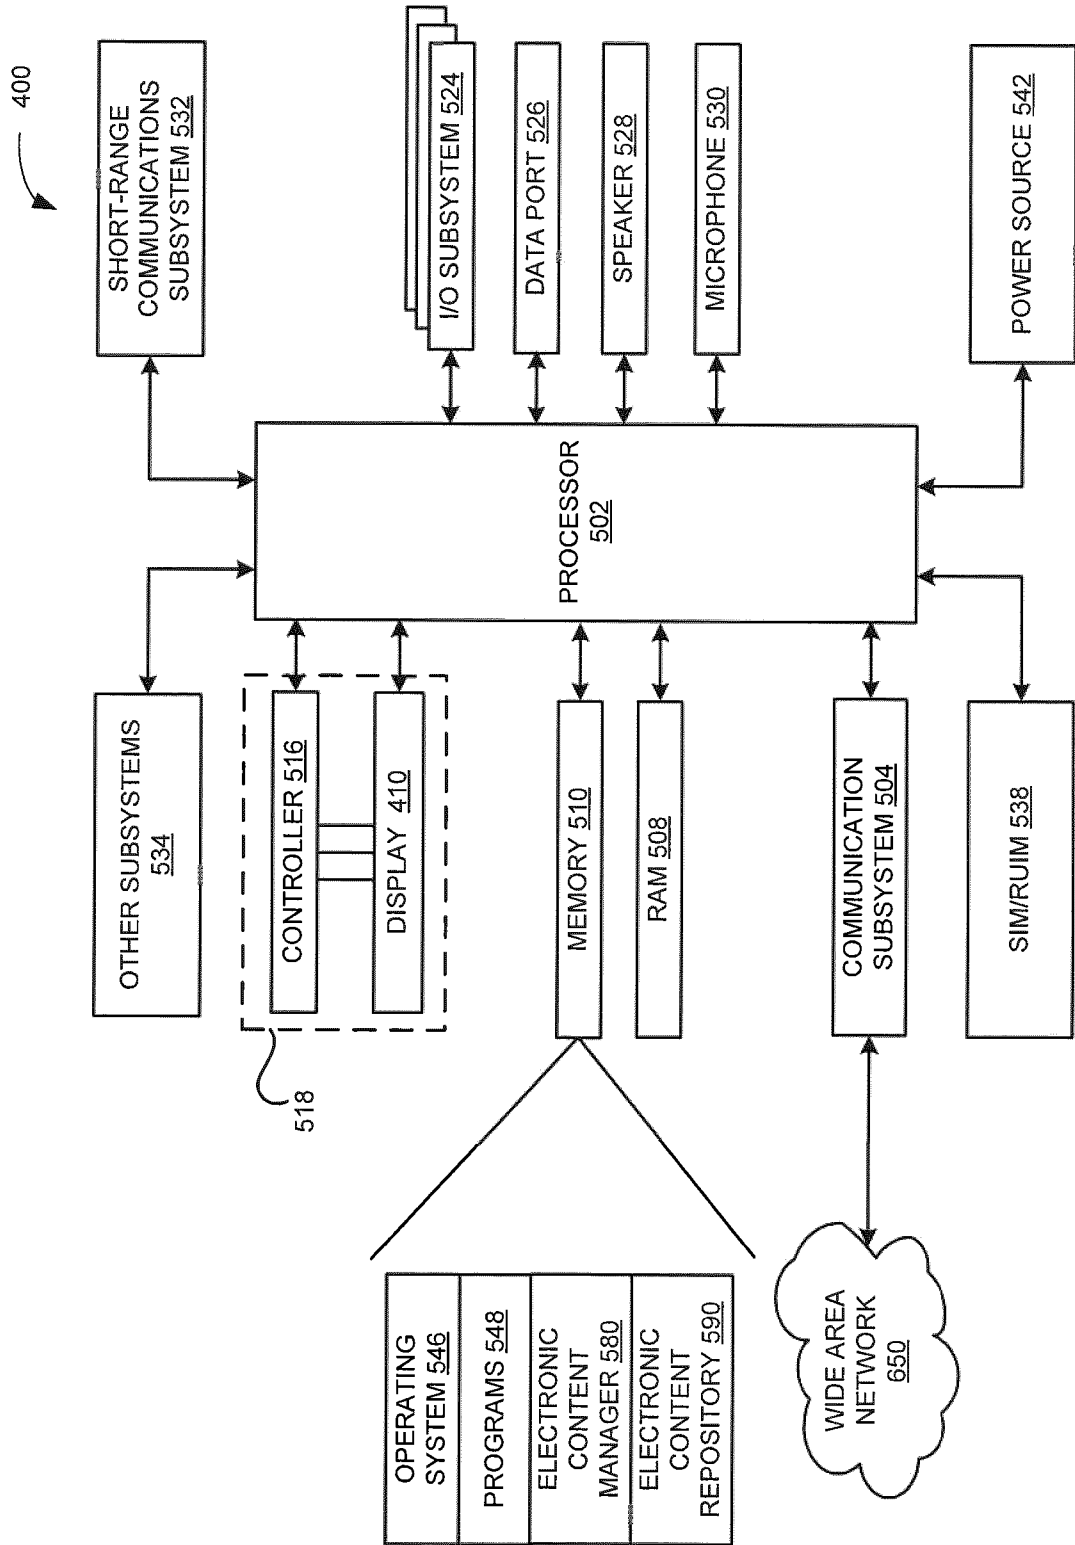 400
SHORT-RANGE
COMMUNICATIONS
SUBSYSTEM 532
I/O SUBSYSTEM 524
DATA PORT 526
SPEAKER 528
MICROPHONE 530
POWER SOURCE 542
PROCESSOR
502
OTHER SUBSYSTEMS
534
CONTROLLER 516
DISPLAY 410
518
MEMORY 510
RAM 508
COMMUNICATION
SUBSYSTEM 504
SIM/RUIM 538
OPERATING
SYSTEM 546
PROGRAMS 548
ELECTRONIC
CONTENT
MANAGER 580
ELECTRONIC
CONTENT
REPOSITORY 590
WIDE AREA
NETWORK
650